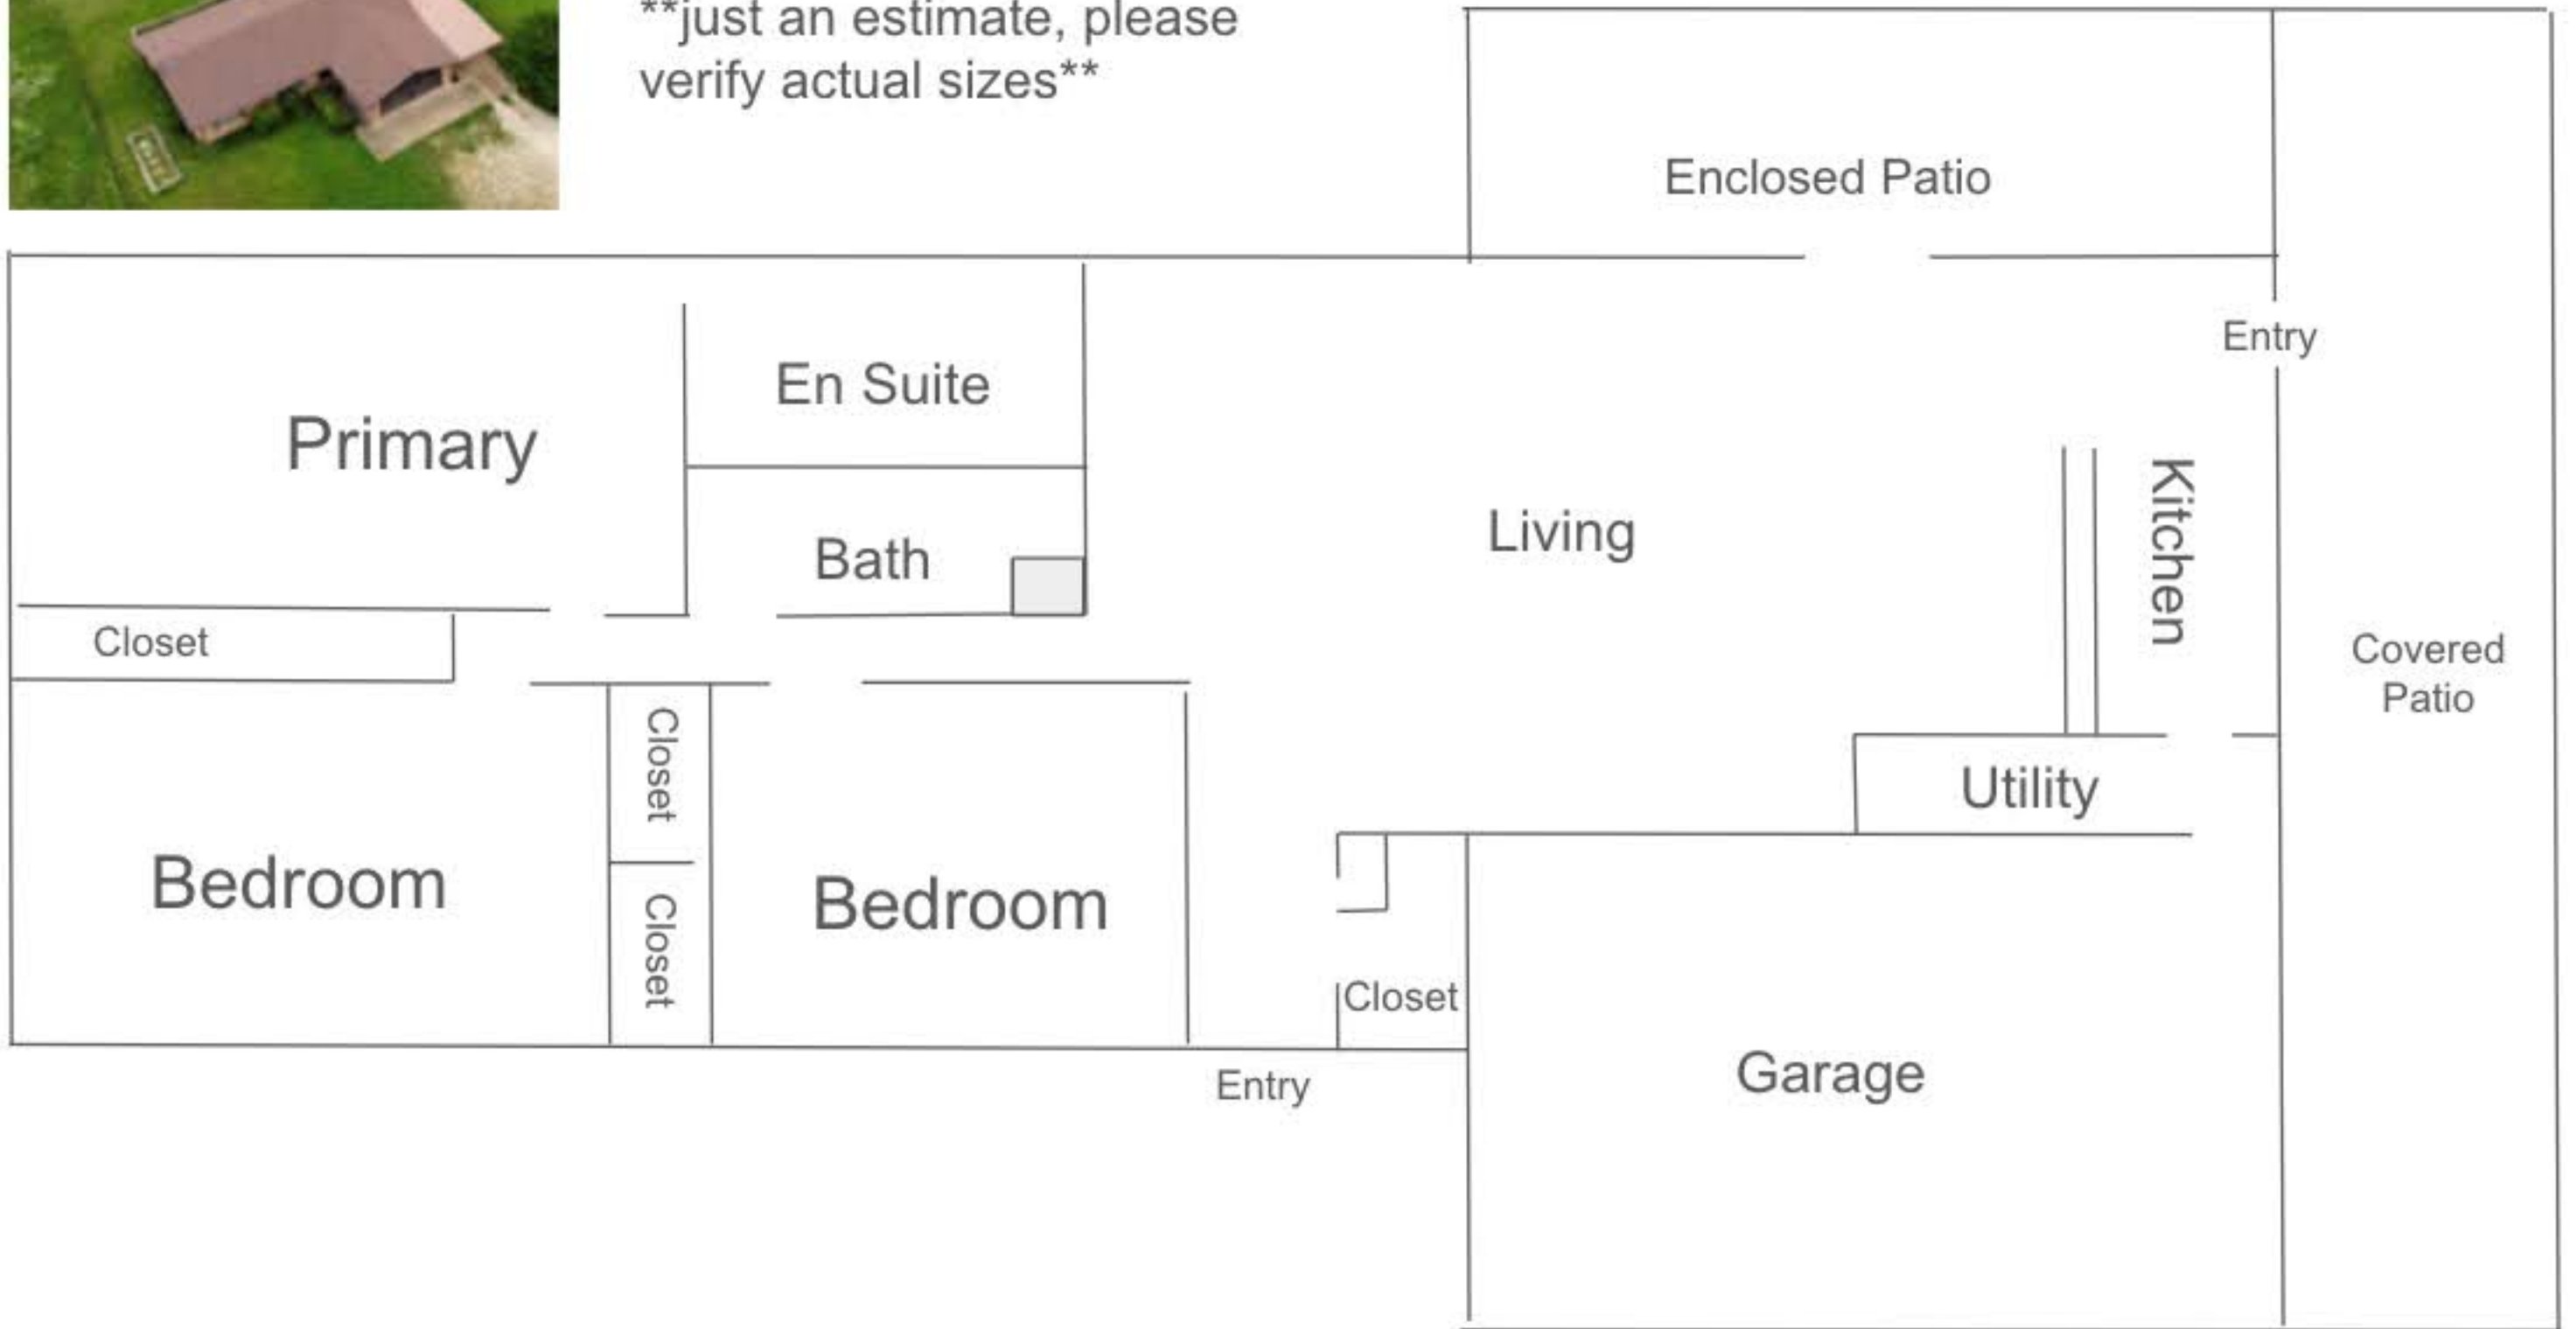 **just an estimate, please
verify actual sizes**
Enclosed Patio
Entry
En Suite
Primary
Living
Kitchen
Bath
Closet
Covered
Patio
Closet
Utility
Bedroom
Bedroom
Closet
Closet
Garage
Entry